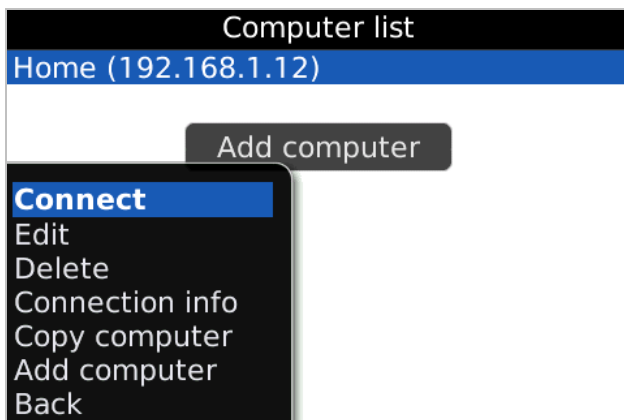 Computer list
Home (192.168.1.12)
Add computer
Connect
Edit
Delete
Connection info
Copy computer
Add computer
Back